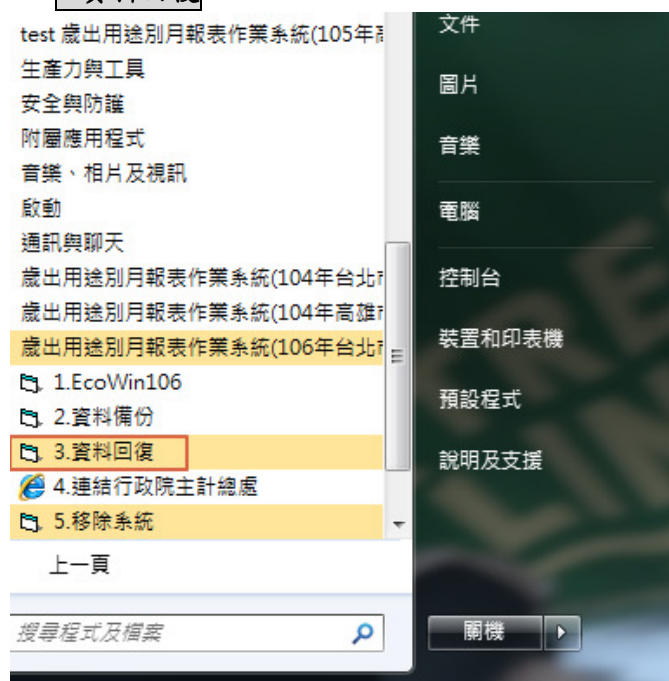 test 歲出用途別月報表作業系統(105年高
生產力與工具
安全與防護
附屬應用程式
音樂、相片及視訊
啟動
通訊與聊天
歲出用途別月報表作業系統(104年台北市
歲出用途別月報表作業系統(104年高雄市
歲出用途別月報表作業系統(106年台北市
1.EcoWin106
2.資料備份
3.資料回復
4.連結行政院主計總處
5.移除系統
上一頁
搜尋程式及檔案
文件
圖片
音樂
電腦
控制台
裝置和印表機
預設程式
說明及支援
關機